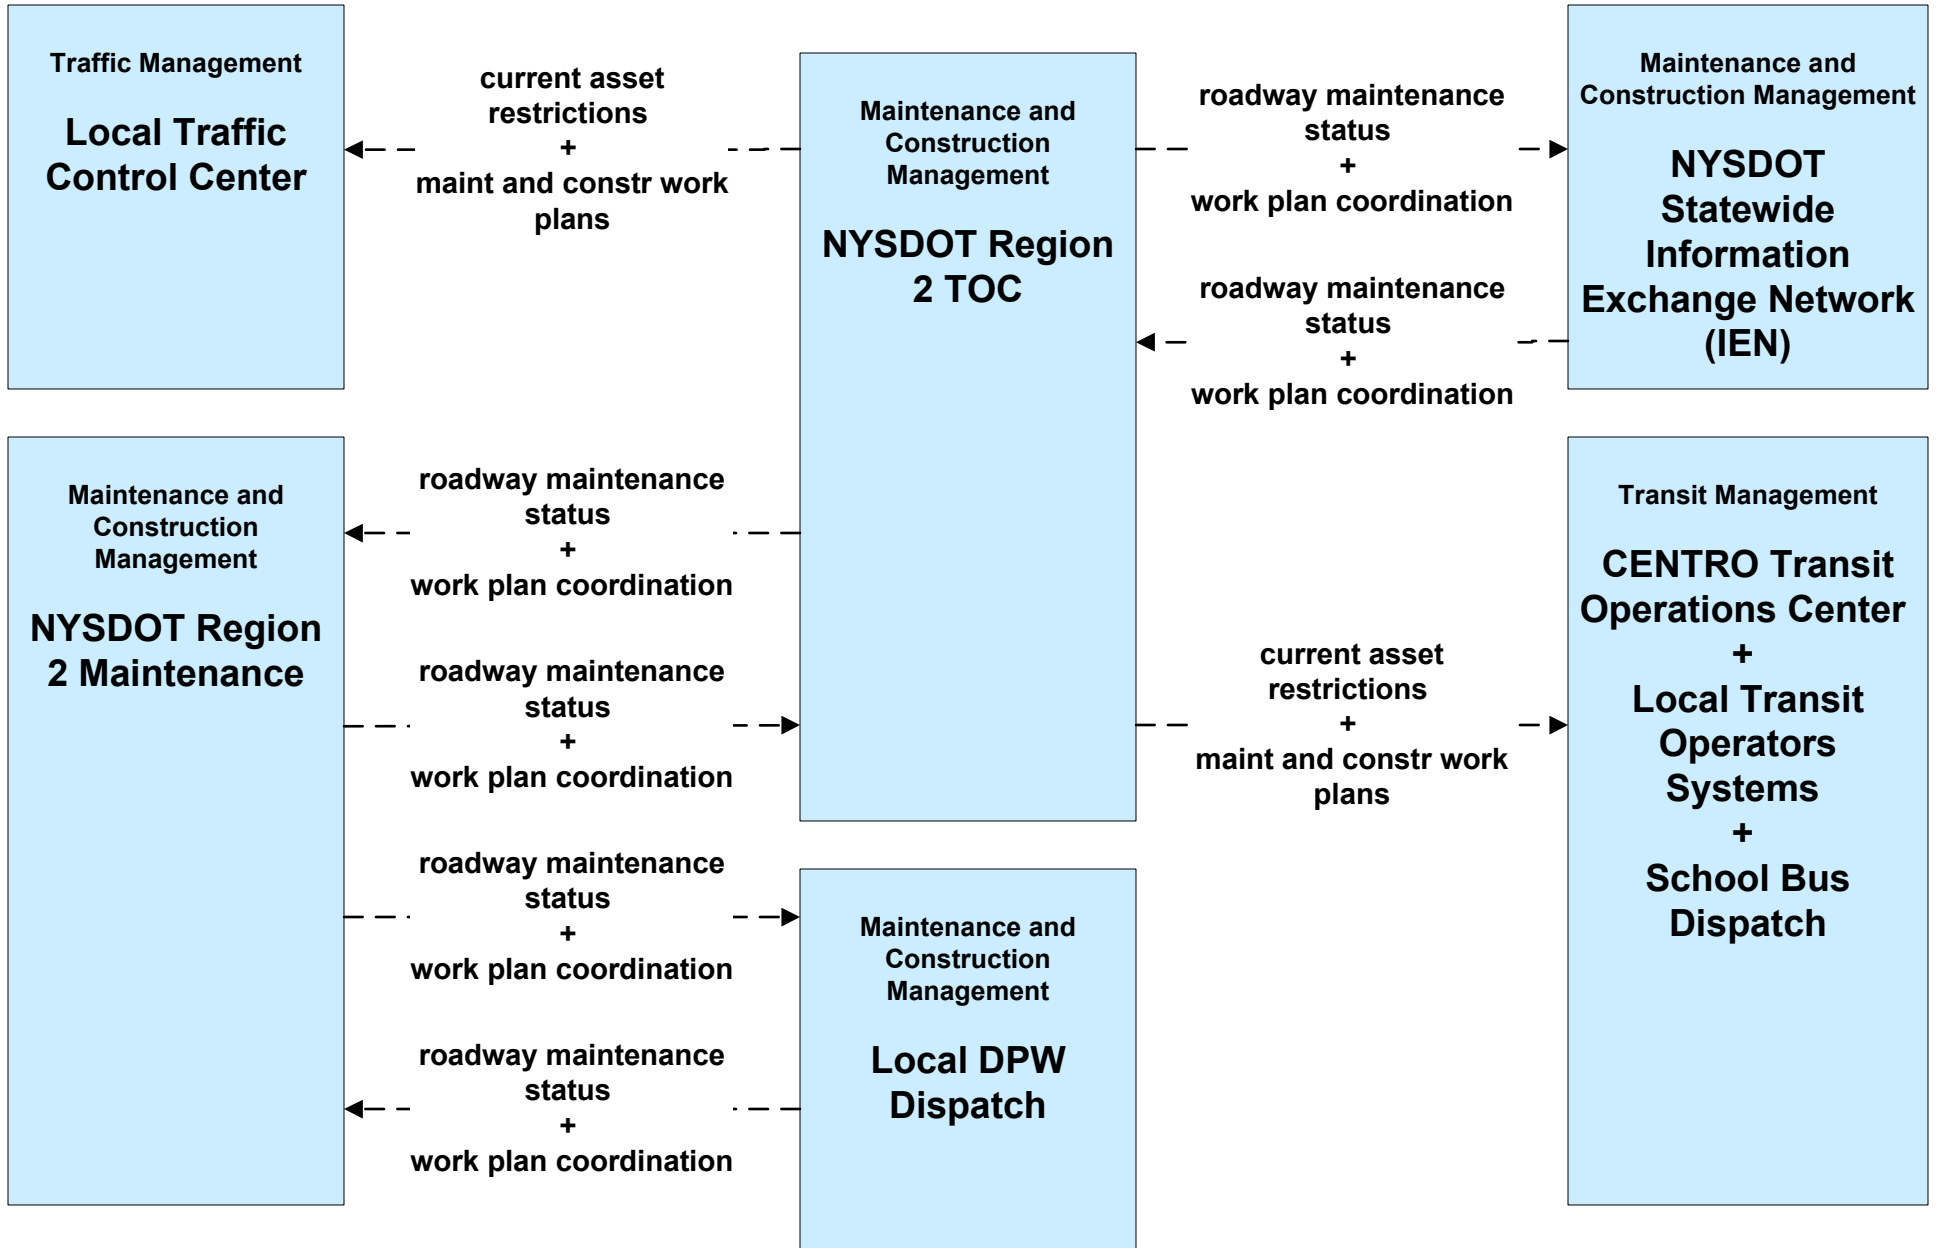 Traffic Management
Local Traffic
Control Center
current asset
restrictions
+
maint and constr work
plans
Maintenance and
Construction
Management
NYSDOT Region
2 TOC
roadway maintenance
status
+
work plan coordination
Maintenance and
Construction Management
NYSDOT
Statewide
Information
Exchange Network
(IEN)
roadway maintenance
status
+
work plan coordination
Maintenance and
Construction
Management
NYSDOT Region
2 Maintenance
roadway maintenance
status
+
work plan coordination
roadway maintenance
status
+
work plan coordination
current asset
restrictions
+
maint and constr work
plans
Transit Management
CENTRO Transit
Operations Center
+
Local Transit
Operators
Systems
+
School Bus
Dispatch
roadway maintenance
status
+
work plan coordination
Maintenance and
Construction
Management
Local DPW
Dispatch
roadway maintenance
status
+
work plan coordination